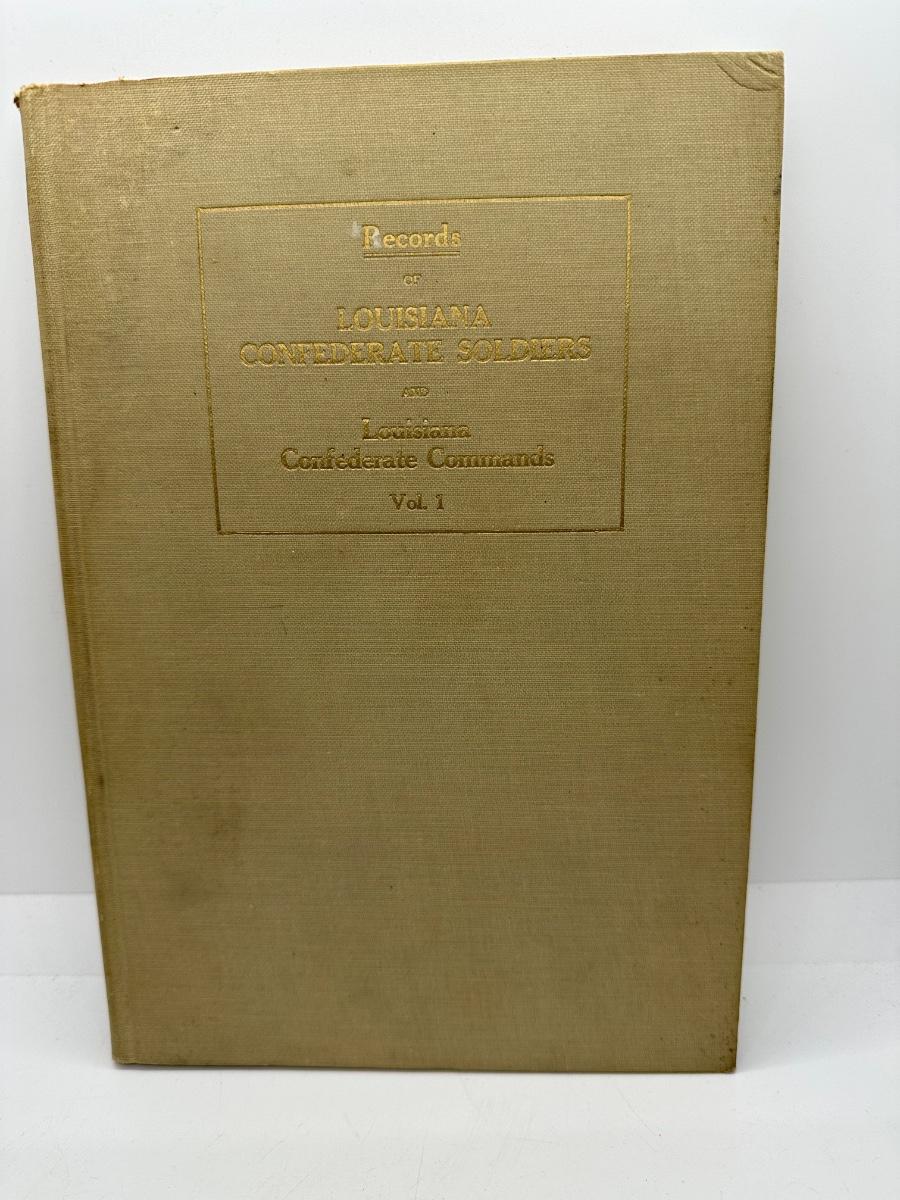 Records
OF
LOUISIANA
CONFEDERATE SOLDIERS
AND
Louisiana
Confederate Commands
Vol. 1